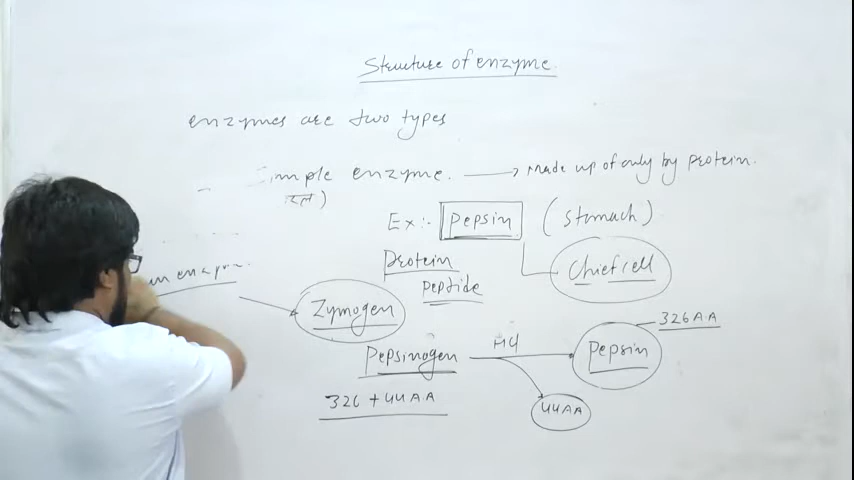 Structure of enzyme.
enzymes are two types
imple enzyme. → Made up of only by protein.
Ex:- Pepsin (stomach)
Protein Chief cell
Peptide
Zymogen
Pepsinogen HCl → Pepsin 326 AA
326 + 44 AA 44 AA